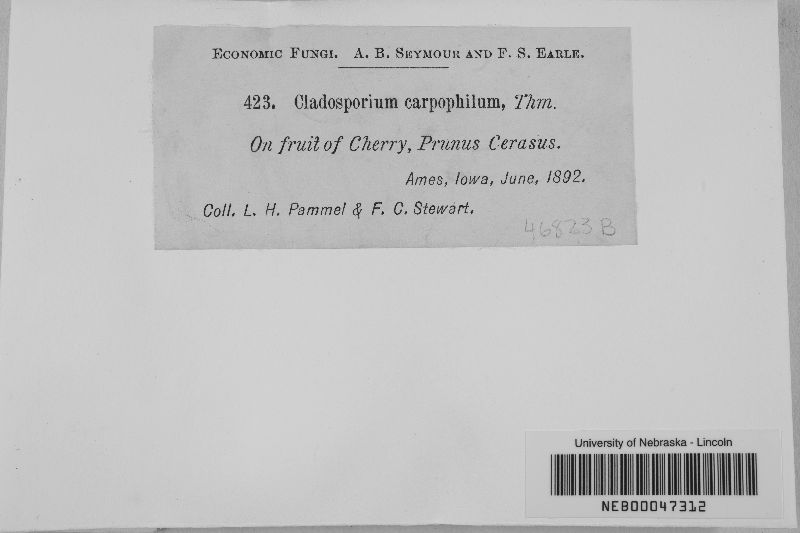 Economic Fungi. A. B. Seymour and F. S. Earle.
423. Cladosporium carpophilum, Thm.
On fruit of Cherry, Prunus Cerasus.
Ames, Iowa, June, 1892.
Coll. L. H. Pammel & F. C. Stewart.
46823 B
University of Nebraska - Lincoln
NEB00047312